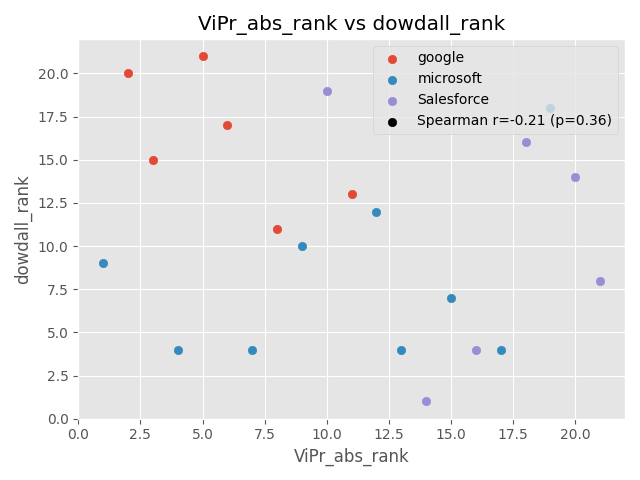 ViPr_abs_rank vs dowdall_rank
google
microsoft
Salesforce
Spearman r=-0.21 (p=0.36)
dowdall_rank
20.0
17.5
15.0
12.5
10.0
7.5
5.0
2.5
0.0
0.0 2.5 5.0 7.5 10.0 12.5 15.0 17.5 20.0
ViPr_abs_rank